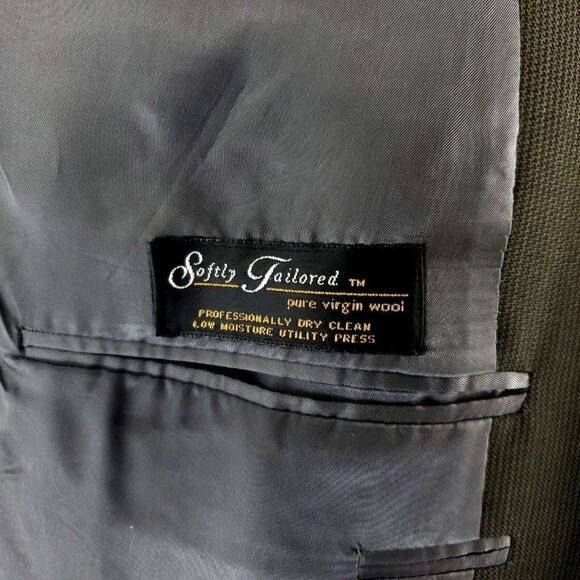 Softly Tailored ™
pure virgin wool
PROFESSIONALLY DRY CLEAN
LOW MOISTURE UTILITY PRESS